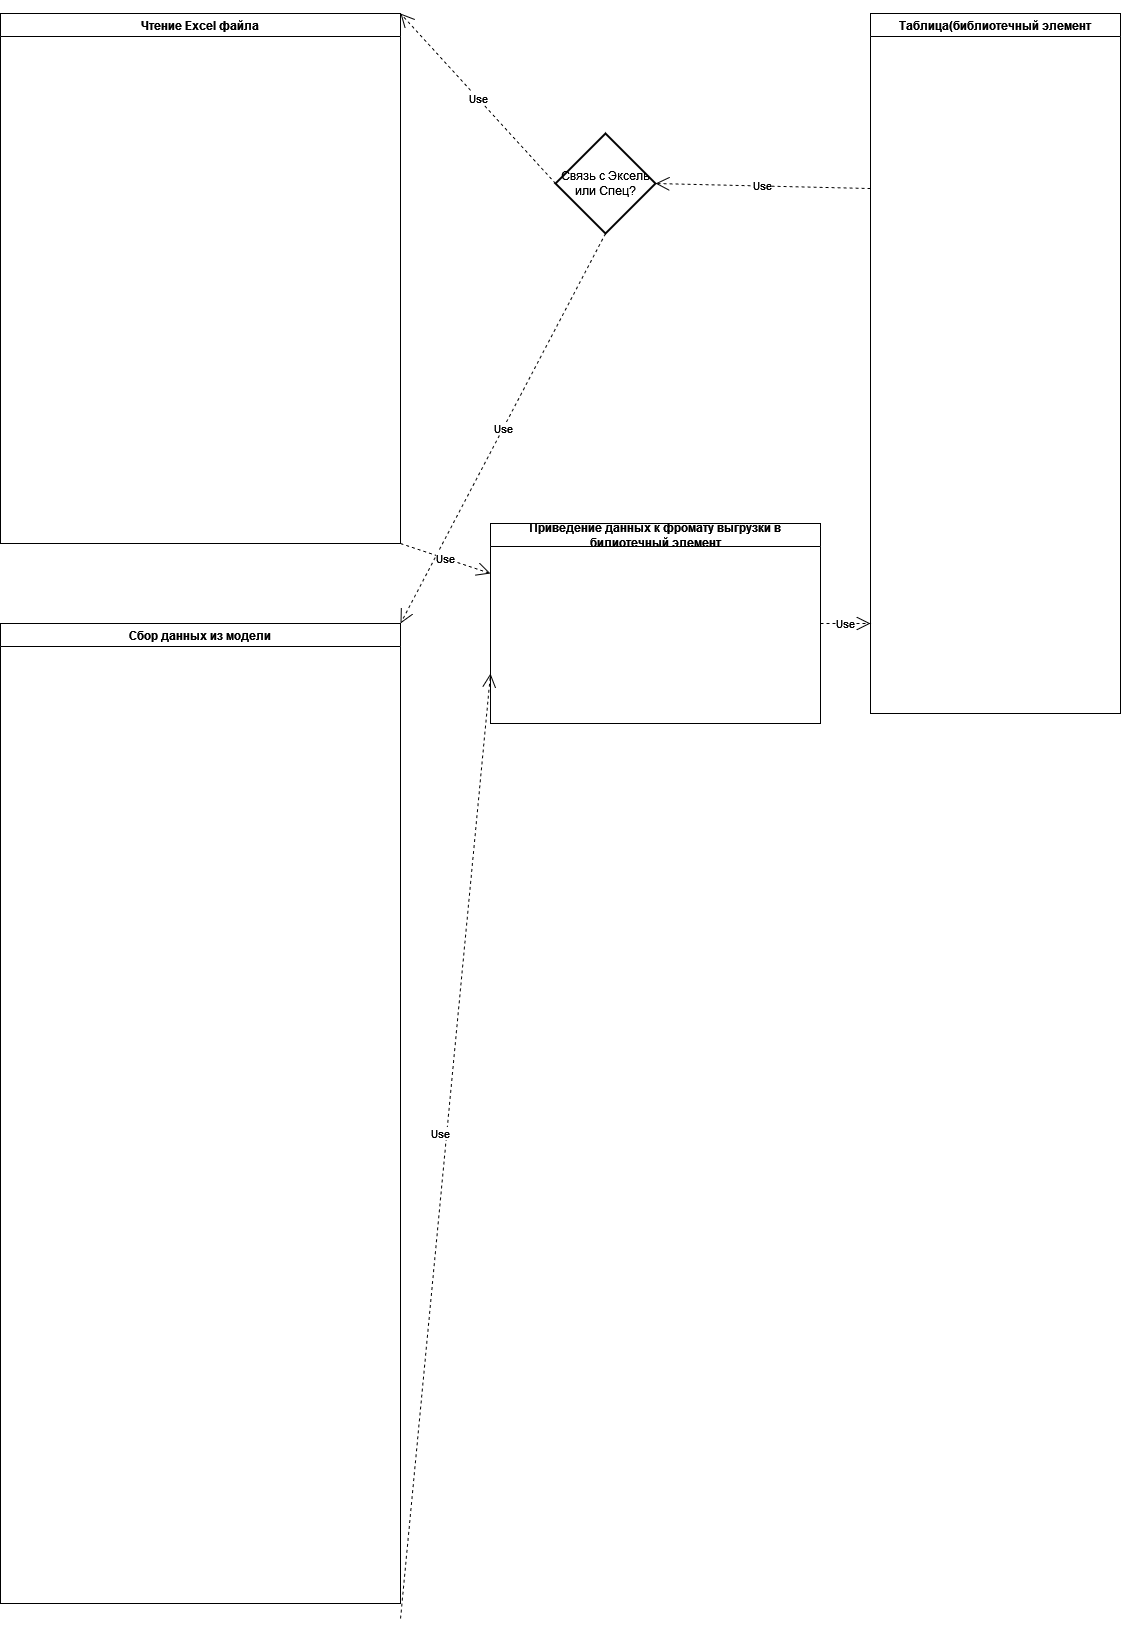 Чтение Excel файла
Таблица(библиотечный элемент
Use
Связь с Эксель
или Спец?
Use
Use
Приведение данных к фромату выгрузки в
билиотечный элемент
Use
Use
Сбор данных из модели
Use